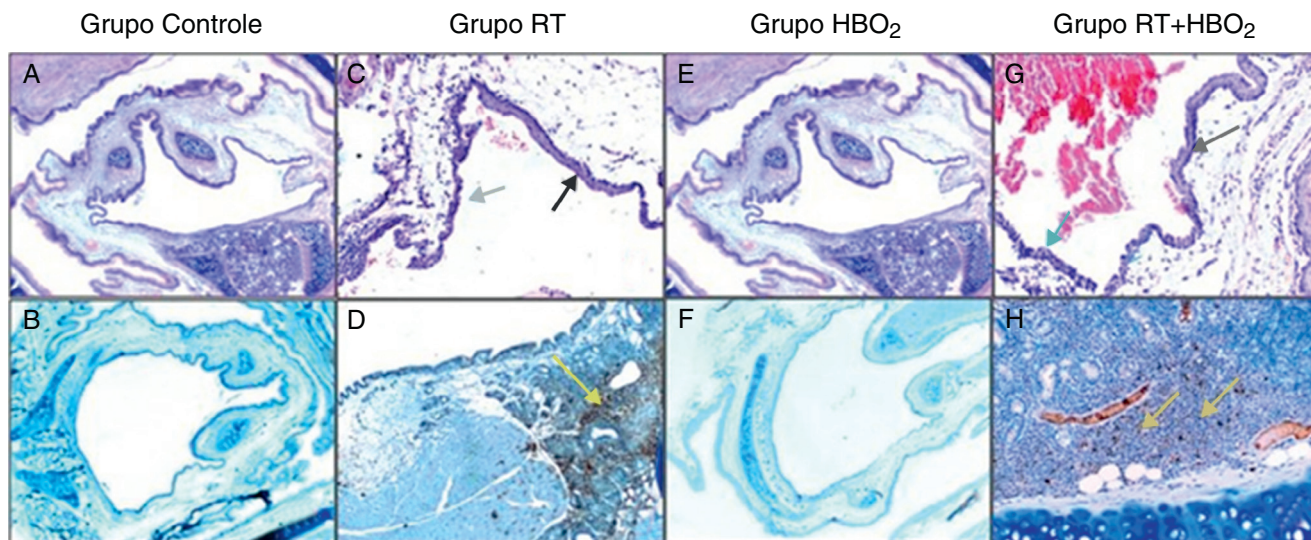 Grupo Controle
Grupo RT
Grupo HBO₂
Grupo RT+HBO₂
A
C
E
G
B
D
F
H